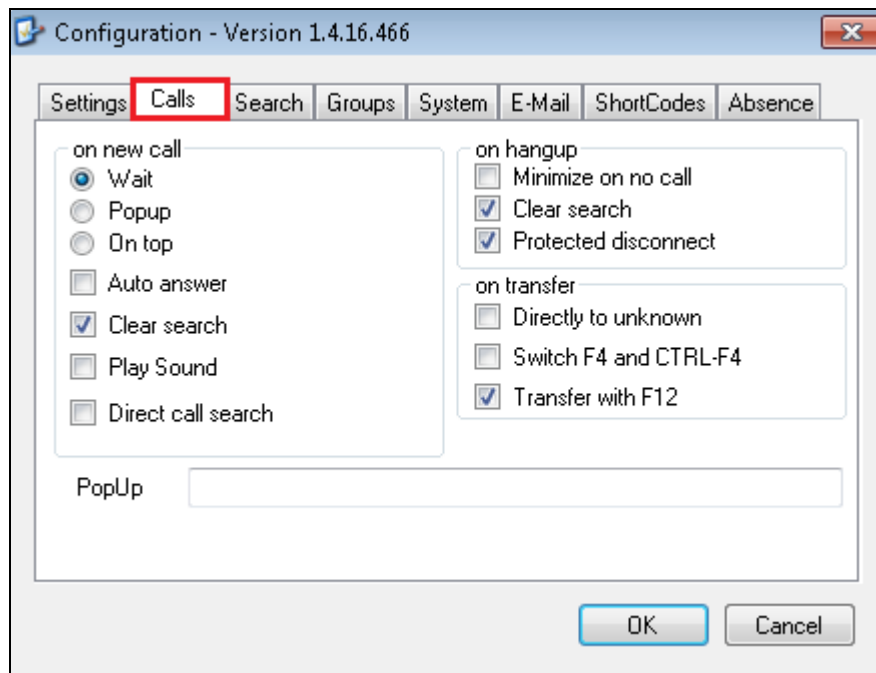 Configuration - Version 1.4.16.466
Settings Calls Search Groups System E-Mail ShortCodes Absence
on new call
Wait
Popup
On top
Auto answer
Clear search
Play Sound
Direct call search
on hangup
Minimize on no call
Clear search
Protected disconnect
on transfer
Directly to unknown
Switch F4 and CTRL-F4
Transfer with F12
PopUp
OK Cancel